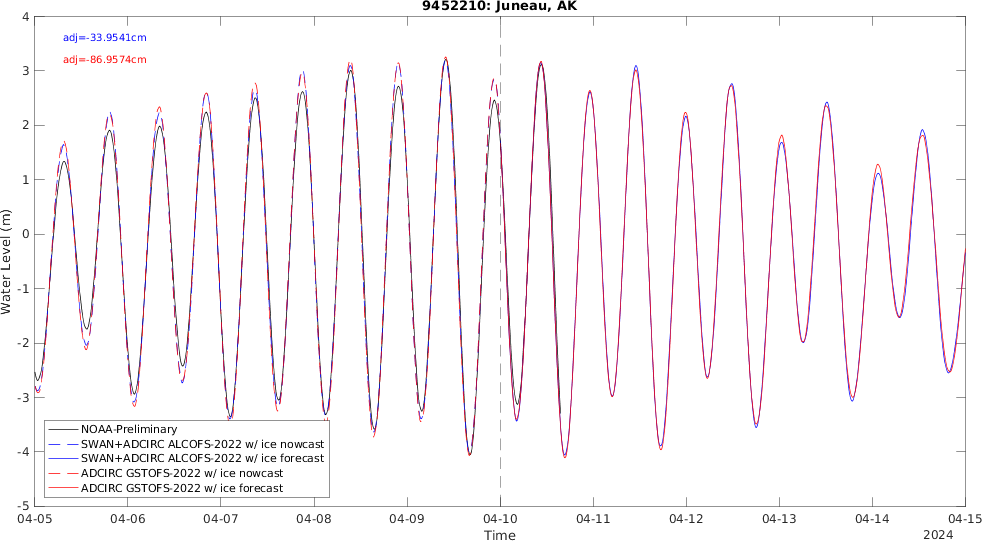 9452210: Juneau, AK
adj=-33.9541cm
adj=-86.9574cm
Water Level (m)
4
3
2
1
0
-1
-2
-3
-4
-5
NOAA-Preliminary
SWAN+ADCIRC ALCOFS-2022 w/ ice nowcast
SWAN+ADCIRC ALCOFS-2022 w/ ice forecast
ADCIRC GSTOFS-2022 w/ ice nowcast
ADCIRC GSTOFS-2022 w/ ice forecast
04-05 04-06 04-07 04-08 04-09 04-10 04-11 04-12 04-13 04-14 04-15
Time
2024